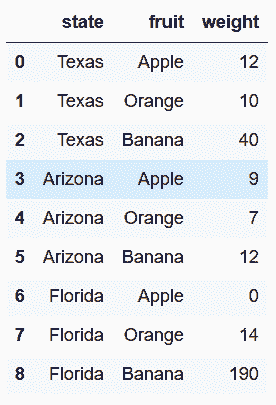 state fruit weight
0 Texas Apple 12
1 Texas Orange 10
2 Texas Banana 40
3 Arizona Apple 9
4 Arizona Orange 7
5 Arizona Banana 12
6 Florida Apple 0
7 Florida Orange 14
8 Florida Banana 190